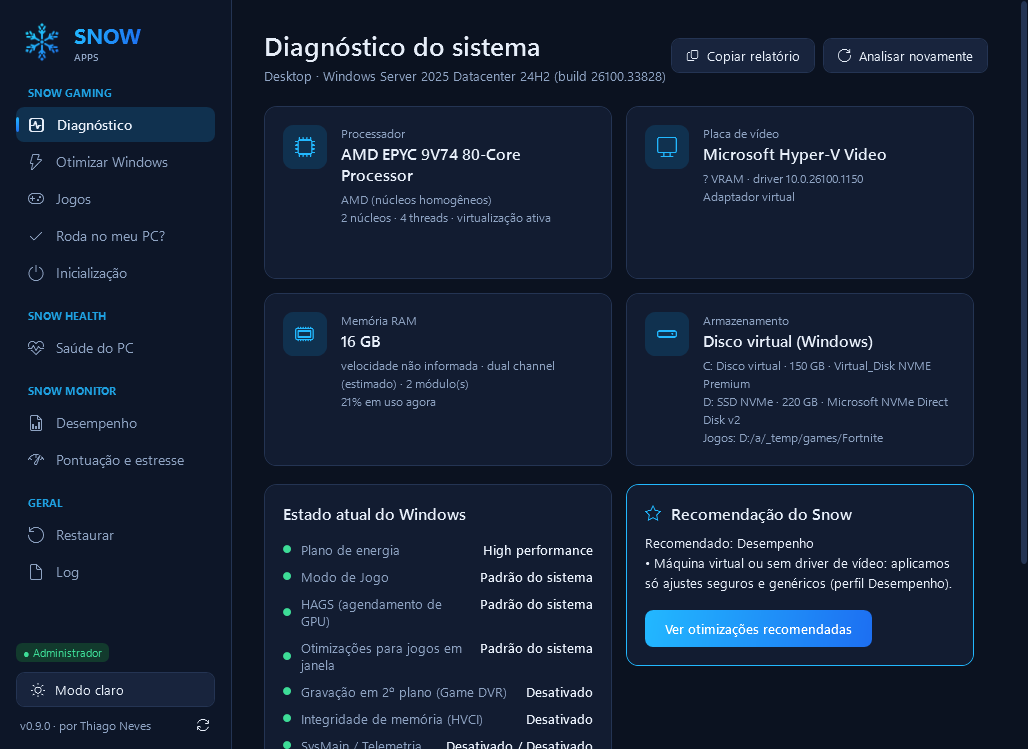 SNOW
APPS
SNOW GAMING
Diagnóstico
Otimizar Windows
Jogos
Roda no meu PC?
Inicialização
SNOW HEALTH
Saúde do PC
SNOW MONITOR
Desempenho
Pontuação e estresse
GERAL
Restaurar
Log
Administrador
Modo claro
v0.9.0 · por Thiago Neves
Diagnóstico do sistema
Desktop · Windows Server 2025 Datacenter 24H2 (build 26100.33828)
Copiar relatório
Analisar novamente
Processador
AMD EPYC 9V74 80-Core
Processor
AMD (núcleos homogêneos)
2 núcleos · 4 threads · virtualização ativa
Placa de vídeo
Microsoft Hyper-V Video
? VRAM · driver 10.0.26100.1150
Adaptador virtual
Memória RAM
16 GB
velocidade não informada · dual channel
(estimado) · 2 módulo(s)
21% em uso agora
Armazenamento
Disco virtual (Windows)
C: Disco virtual · 150 GB · Virtual_Disk NVME
Premium
D: SSD NVMe · 220 GB · Microsoft NVMe Direct
Disk v2
Jogos: D:/a/_temp/games/Fortnite
Estado atual do Windows
Plano de energia High performance
Modo de Jogo Padrão do sistema
HAGS (agendamento de Padrão do sistema
GPU)
Otimizações para jogos em Padrão do sistema
janela
Gravação em 2º plano (Game DVR) Desativado
Integridade de memória (HVCI) Desativado
SysMain / Telemetria Desativado / Desativado
Recomendação do Snow
Recomendado: Desempenho
• Máquina virtual ou sem driver de vídeo: aplicamos
só ajustes seguros e genéricos (perfil Desempenho).
Ver otimizações recomendadas